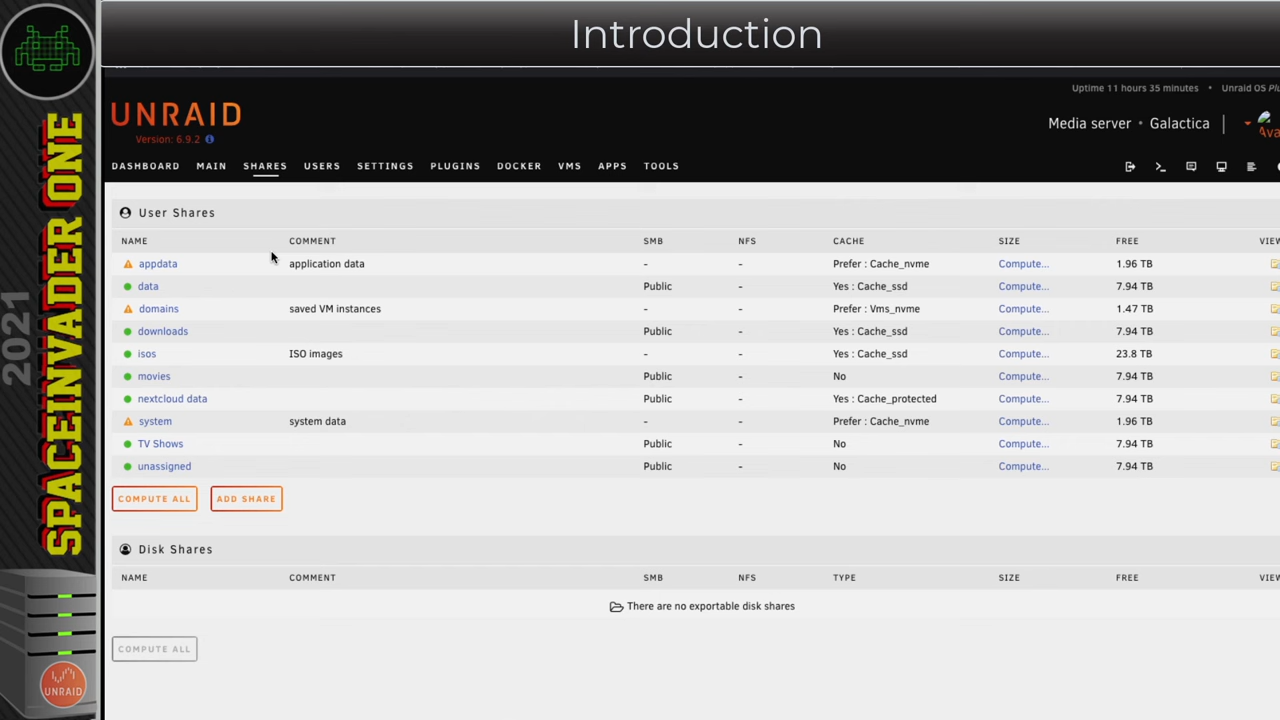 Introduction
2021
SPACEINVADER ONE
UNRAID
UNRAID
Version: 6.9.2
Uptime 11 hours 35 minutes • Unraid OS
Media server • Galactica
DASHBOARD MAIN SHARES USERS SETTINGS PLUGINS DOCKER VMS APPS TOOLS
User Shares
NAME COMMENT SMB NFS CACHE SIZE FREE
appdata application data - - Prefer : Cache_nvme Compute... 1.96 TB
data Public - Yes : Cache_ssd Compute... 7.94 TB
domains saved VM instances - - Prefer : Vms_nvme Compute... 1.47 TB
downloads Public - Yes : Cache_ssd Compute... 7.94 TB
isos ISO images - - Yes : Cache_ssd Compute... 23.8 TB
movies Public - No Compute... 7.94 TB
nextcloud data Public - Yes : Cache_protected Compute... 7.94 TB
system system data - - Prefer : Cache_nvme Compute... 1.96 TB
TV Shows Public - No Compute... 7.94 TB
unassigned Public - No Compute... 7.94 TB
COMPUTE ALL ADD SHARE
Disk Shares
NAME COMMENT SMB NFS TYPE SIZE FREE
There are no exportable disk shares
COMPUTE ALL